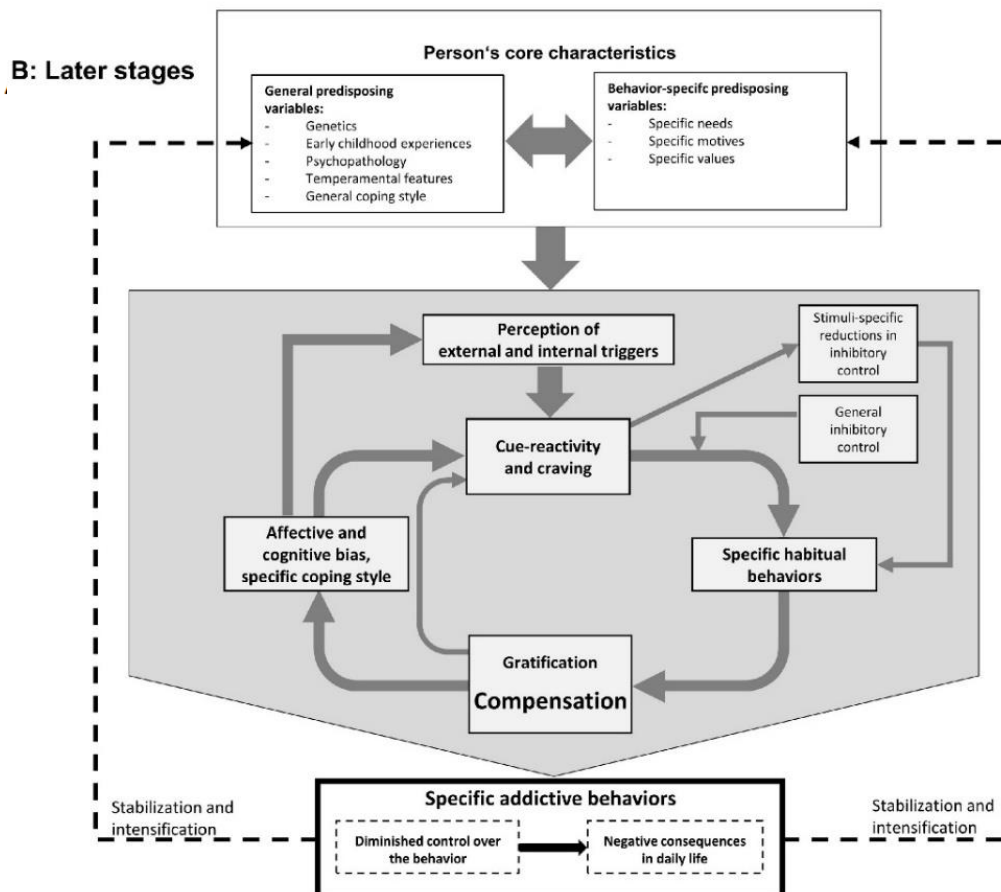 Person‘s core characteristics
B: Later stages
General predisposing
variables:
- Genetics
- Early childhood experiences
- Psychopathology
- Temperamental features
- General coping style
Behavior-specifc predisposing
variables:
- Specific needs
- Specific motives
- Specific values
Perception of
external and internal triggers
Stimuli-specific
reductions in
inhibitory
control
General
inhibitory
control
Cue-reactivity
and craving
Affective and
cognitive bias,
specific coping style
Specific habitual
behaviors
Gratification
Compensation
Stabilization and
intensification
Specific addictive behaviors
Diminished control over
the behavior
Negative consequences
in daily life
Stabilization and
intensification